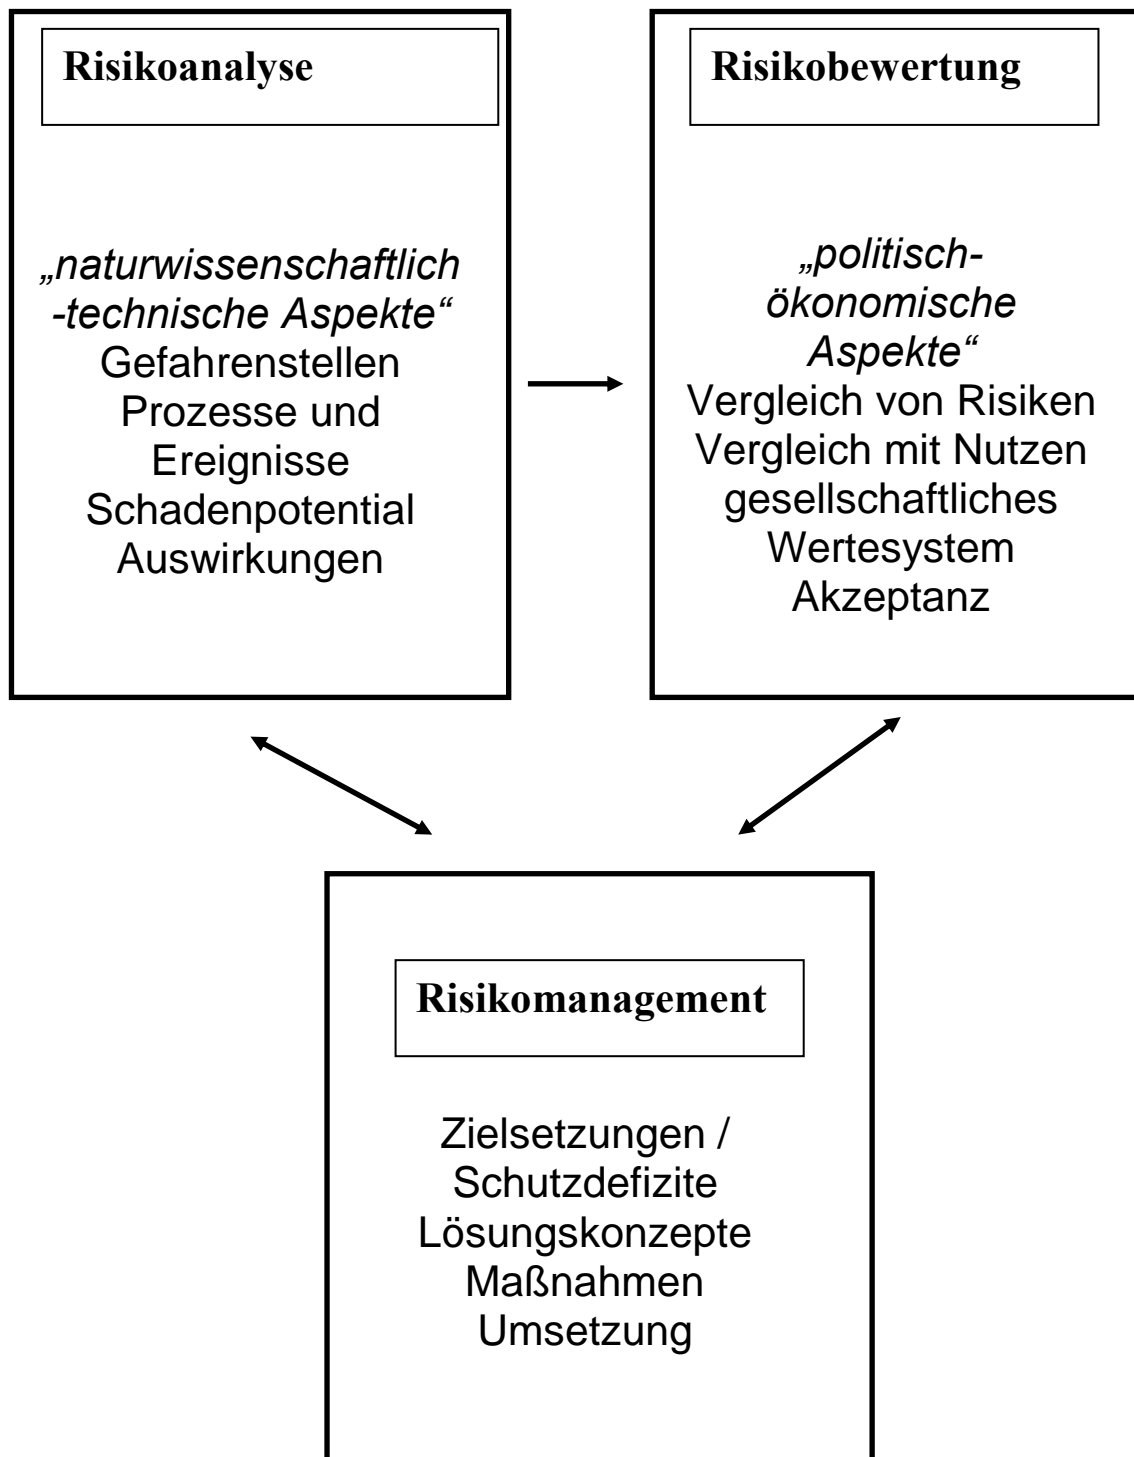 Risikoanalyse
„naturwissenschaftlich
-technische Aspekte“
Gefahrenstellen
Prozesse und
Ereignisse
Schadenpotential
Auswirkungen
Risikobewertung
„politisch-
ökonomische
Aspekte“
Vergleich von Risiken
Vergleich mit Nutzen
gesellschaftliches
Wertesystem
Akzeptanz
Risikomanagement
Zielsetzungen /
Schutzdefizite
Lösungskonzepte
Maßnahmen
Umsetzung